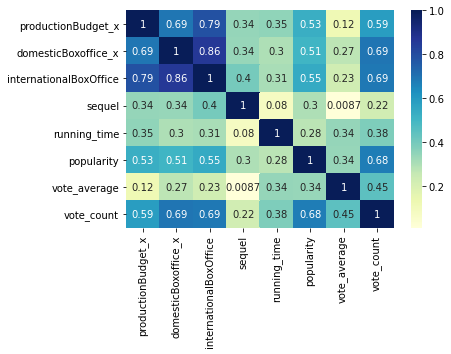 productionBudget_x 1 0.69 0.79 0.34 0.35 0.53 0.12 0.59
domesticBoxoffice_x 0.69 1 0.86 0.34 0.3 0.51 0.27 0.69
internationalBoxOffice 0.79 0.86 1 0.4 0.31 0.55 0.23 0.69
sequel 0.34 0.34 0.4 1 0.08 0.3 0.0087 0.22
running_time 0.35 0.3 0.31 0.08 1 0.28 0.34 0.38
popularity 0.53 0.51 0.55 0.3 0.28 1 0.34 0.68
vote_average 0.12 0.27 0.23 0.0087 0.34 0.34 1 0.45
vote_count 0.59 0.69 0.69 0.22 0.38 0.68 0.45 1
productionBudget_x
domesticBoxoffice_x
internationalBoxOffice
sequel
running_time
popularity
vote_average
vote_count
1.0
0.8
0.6
0.4
0.2